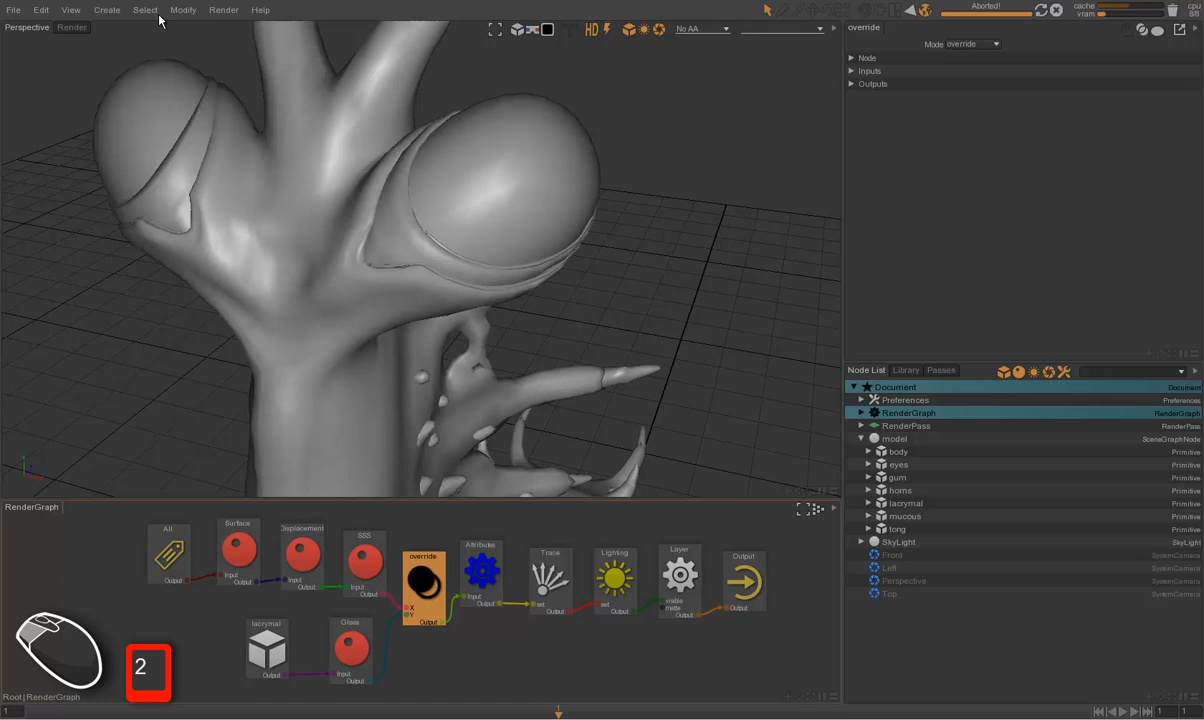 File Edit View Create Select Modify Render Help
Aborted!
cache
vram
cpu
8/8
Perspective Render
HD
No AA
override
Mode override
Node
Inputs
Outputs
Node List Library Passes
Document Document
Preferences Preferences
RenderGraph RenderGraph
RenderPass RenderPass
model SceneGraphNode
body Primitive
eyes Primitive
gum Primitive
horns Primitive
lacrymal Primitive
mucous Primitive
tong Primitive
SkyLight SkyLight
Front SystemCamera
Left SystemCamera
Perspective SystemCamera
Top SystemCamera
RenderGraph
All
Output
Surface
Input
Output
Displacement
Input
Output
SSS
Input
Output
override
X
Y
Output
Attributes
Input
Output
Trace
set
Output
Lighting
set
Output
Layer
visible
matte
Output
Output
Output
lacrymal
Output
Glass
Input
Output
2
Root | RenderGraph
1 1 1 1